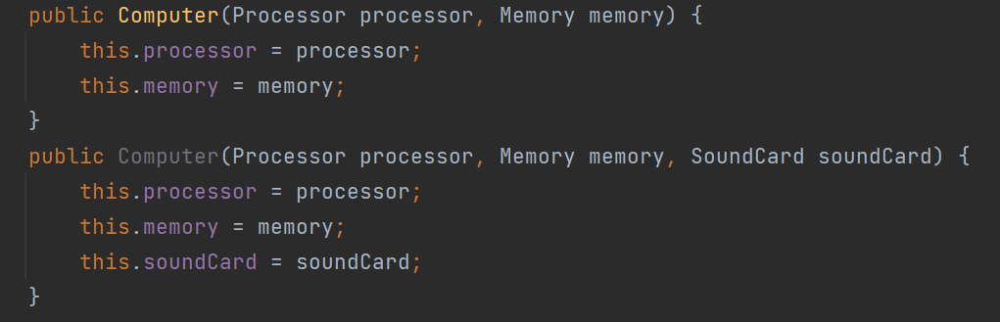 public Computer(Processor processor, Memory memory) {
    this.processor = processor;
    this.memory = memory;
}
public Computer(Processor processor, Memory memory, SoundCard soundCard) {
    this.processor = processor;
    this.memory = memory;
    this.soundCard = soundCard;
}